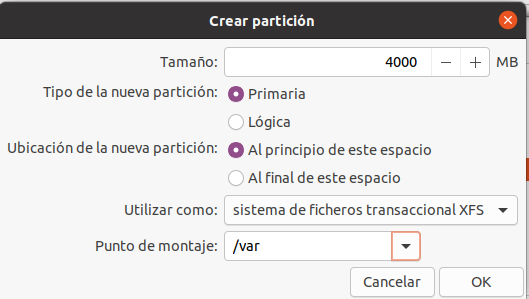 Crear partición
Tamaño: 4000 MB
Tipo de la nueva partición: Primaria
Lógica
Ubicación de la nueva partición: Al principio de este espacio
Al final de este espacio
Utilizar como: sistema de ficheros transaccional XFS
Punto de montaje: /var
Cancelar OK